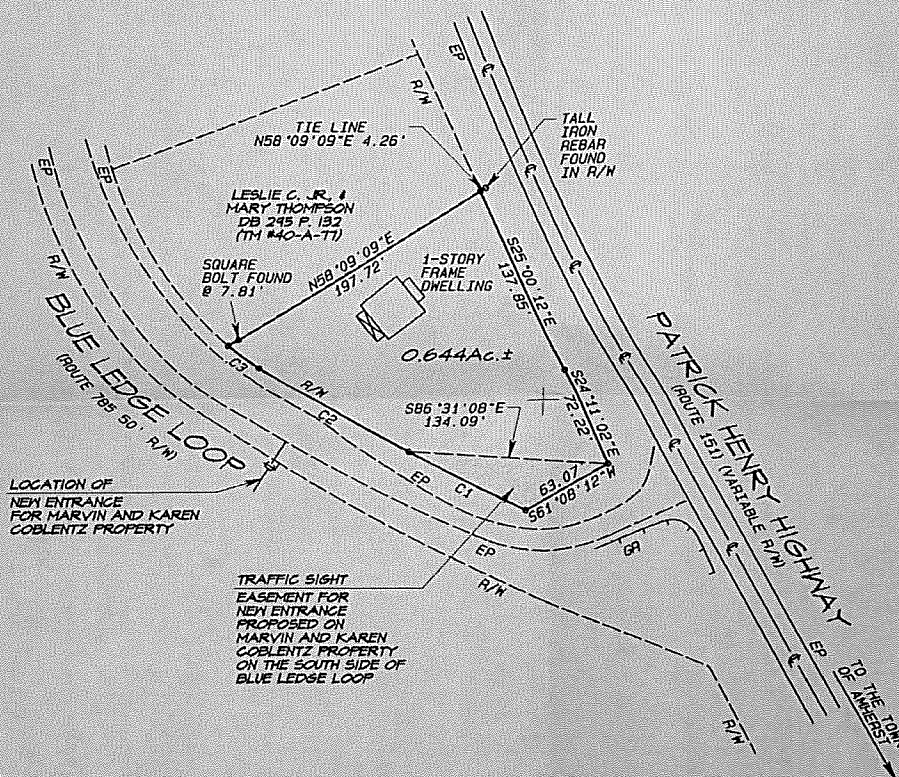 EP
R/W
TIE LINE
N58°09'09"E 4.26'
TALL
IRON
REBAR
FOUND
IN R/W
EP
EP
LESLIE C. JR. &
MARY THOMPSON
DB 295 P. 132
(TM #40-A-77)
R/W
SQUARE
BOLT FOUND
@ 7.81'
N58°09'09"E
197.72'
1-STORY
FRAME
DWELLING
S25°00'12"E
137.85'
BLUE LEDGE LOOP
(ROUTE 785 50' R/W)
C3
R/W
C2
0.644Ac.±
S86°31'08"E
134.09'
S24°11'02"E
72.22'
PATRICK HENRY HIGHWAY
(ROUTE 151) (VARIABLE R/W)
LOCATION OF
NEW ENTRANCE
FOR MARVIN AND KAREN
COBLENTZ PROPERTY
EP
C1
63.07
S61°08'12"W
EP
GR
R/W
TRAFFIC SIGHT
EASEMENT FOR
NEW ENTRANCE
PROPOSED ON
MARVIN AND KAREN
COBLENTZ PROPERTY
ON THE SOUTH SIDE OF
BLUE LEDGE LOOP
EP
TO THE TOWN
OF AMHERST
R/W